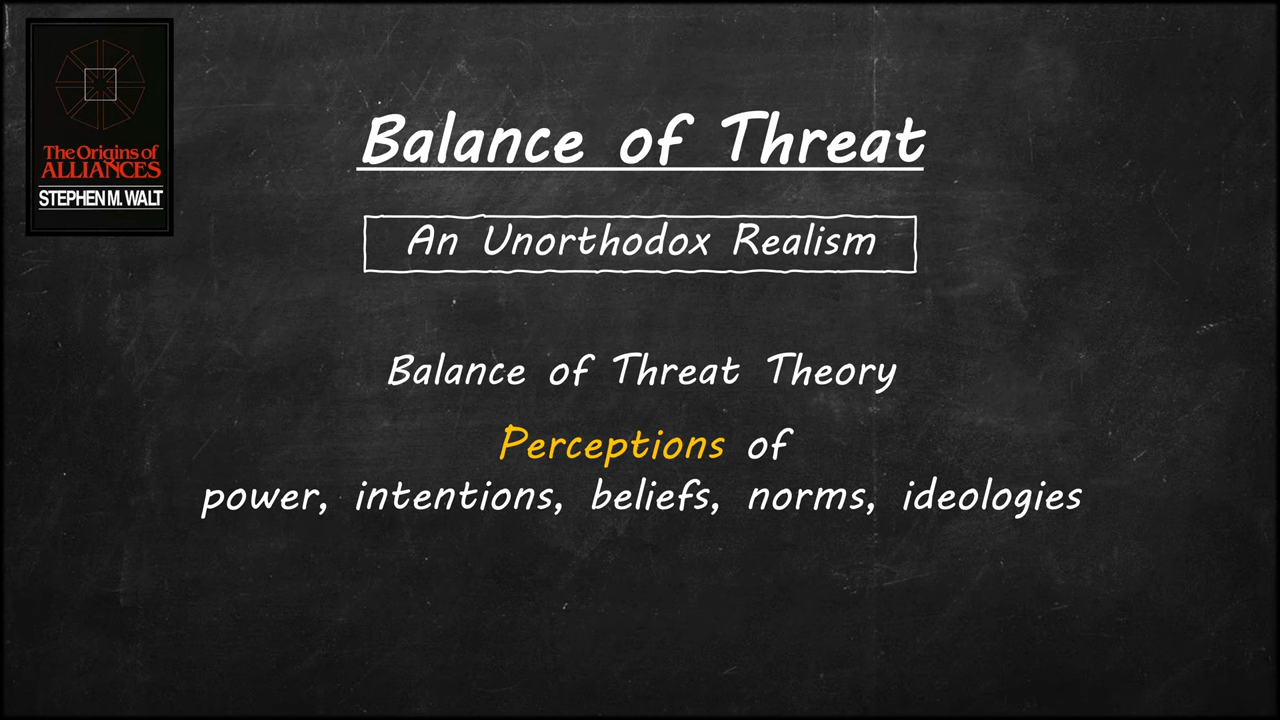 The Origins of
ALLIANCES
STEPHEN M. WALT
Balance of Threat
An Unorthodox Realism
Balance of Threat Theory
Perceptions of
power, intentions, beliefs, norms, ideologies